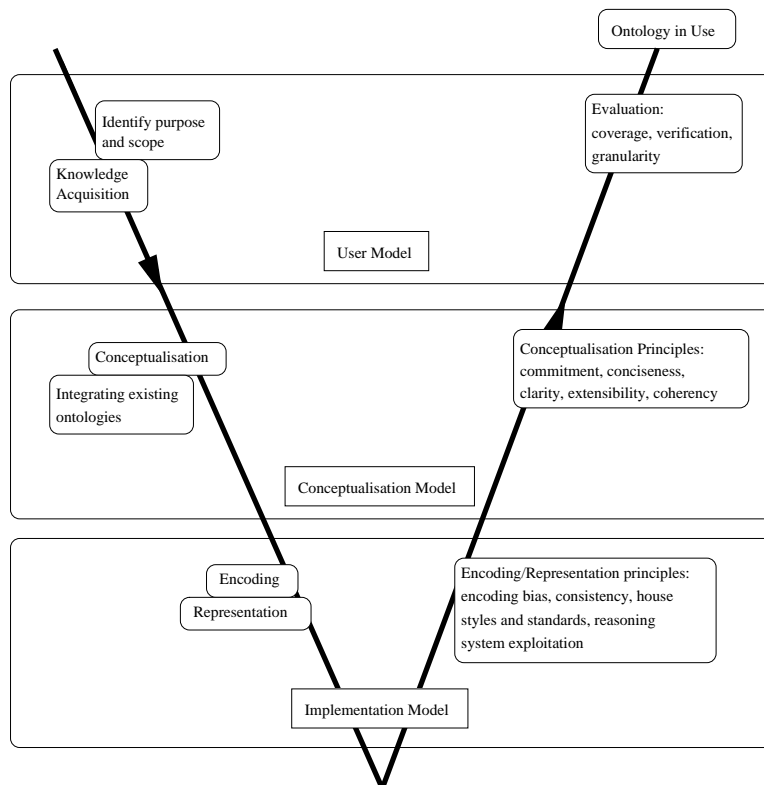 Ontology in Use
Identify purpose
and scope
Knowledge
Acquisition
Evaluation:
coverage, verification,
granularity
User Model
Conceptualisation
Integrating existing
ontologies
Conceptualisation Principles:
commitment, conciseness,
clarity, extensibility, coherency
Conceptualisation Model
Encoding
Representation
Encoding/Representation principles:
encoding bias, consistency, house
styles and standards, reasoning
system exploitation
Implementation Model